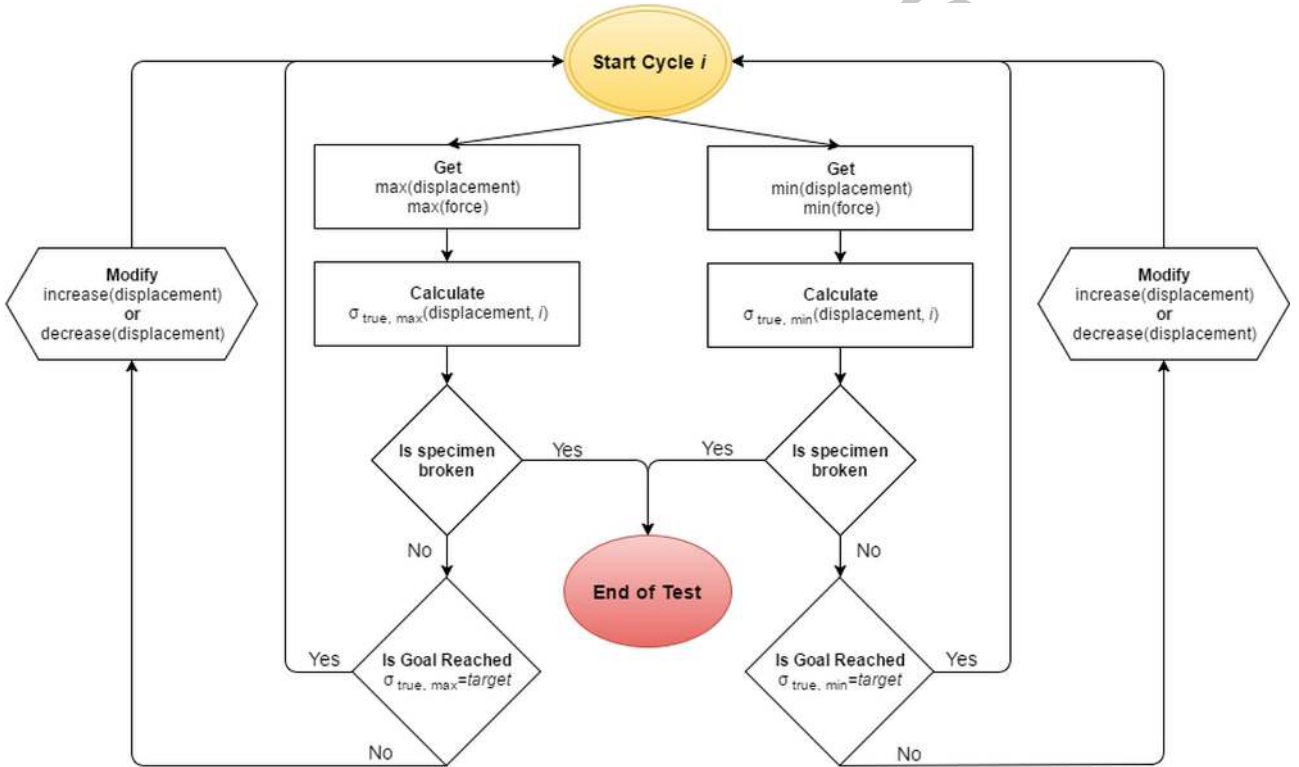 Start Cycle i
Get
max(displacement)
max(force)
Get
min(displacement)
min(force)
Modify
increase(displacement)
or
decrease(displacement)
Calculate
σ true, max(displacement, i)
Calculate
σ true, min(displacement, i)
Modify
increase(displacement)
or
decrease(displacement)
Is specimen
broken
Yes
Yes
Is specimen
broken
No
No
End of Test
Yes
Is Goal Reached
σ true, max=target
Is Goal Reached
σ true, min=target
Yes
No
No